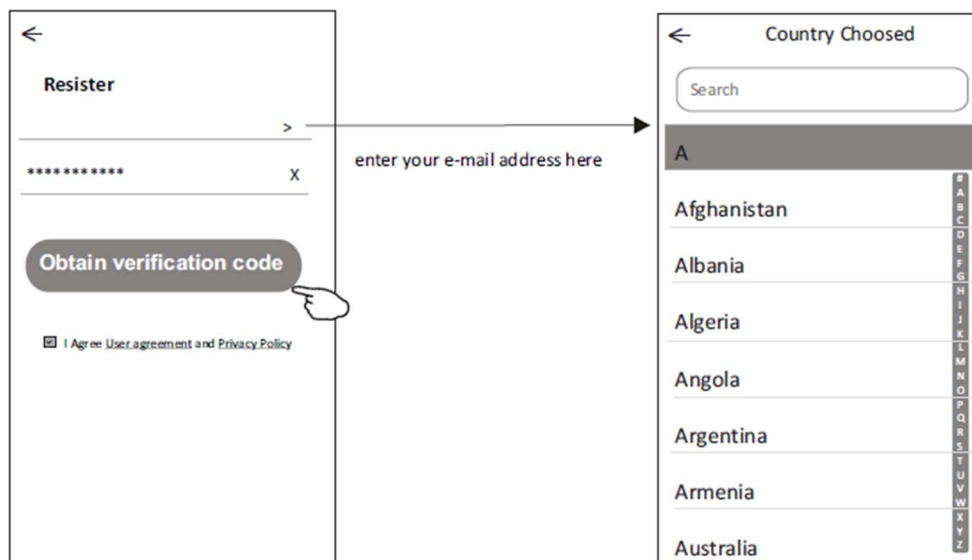 Resister
>
*********** X
Obtain verification code
I Agree User agreement and Privacy Policy
enter your e-mail address here
Country Choosed
Search
A
Afghanistan
Albania
Algeria
Angola
Argentina
Armenia
Australia
#
A
B
C
D
E
F
G
H
I
J
K
L
M
N
O
P
Q
R
S
T
U
V
W
X
Y
Z